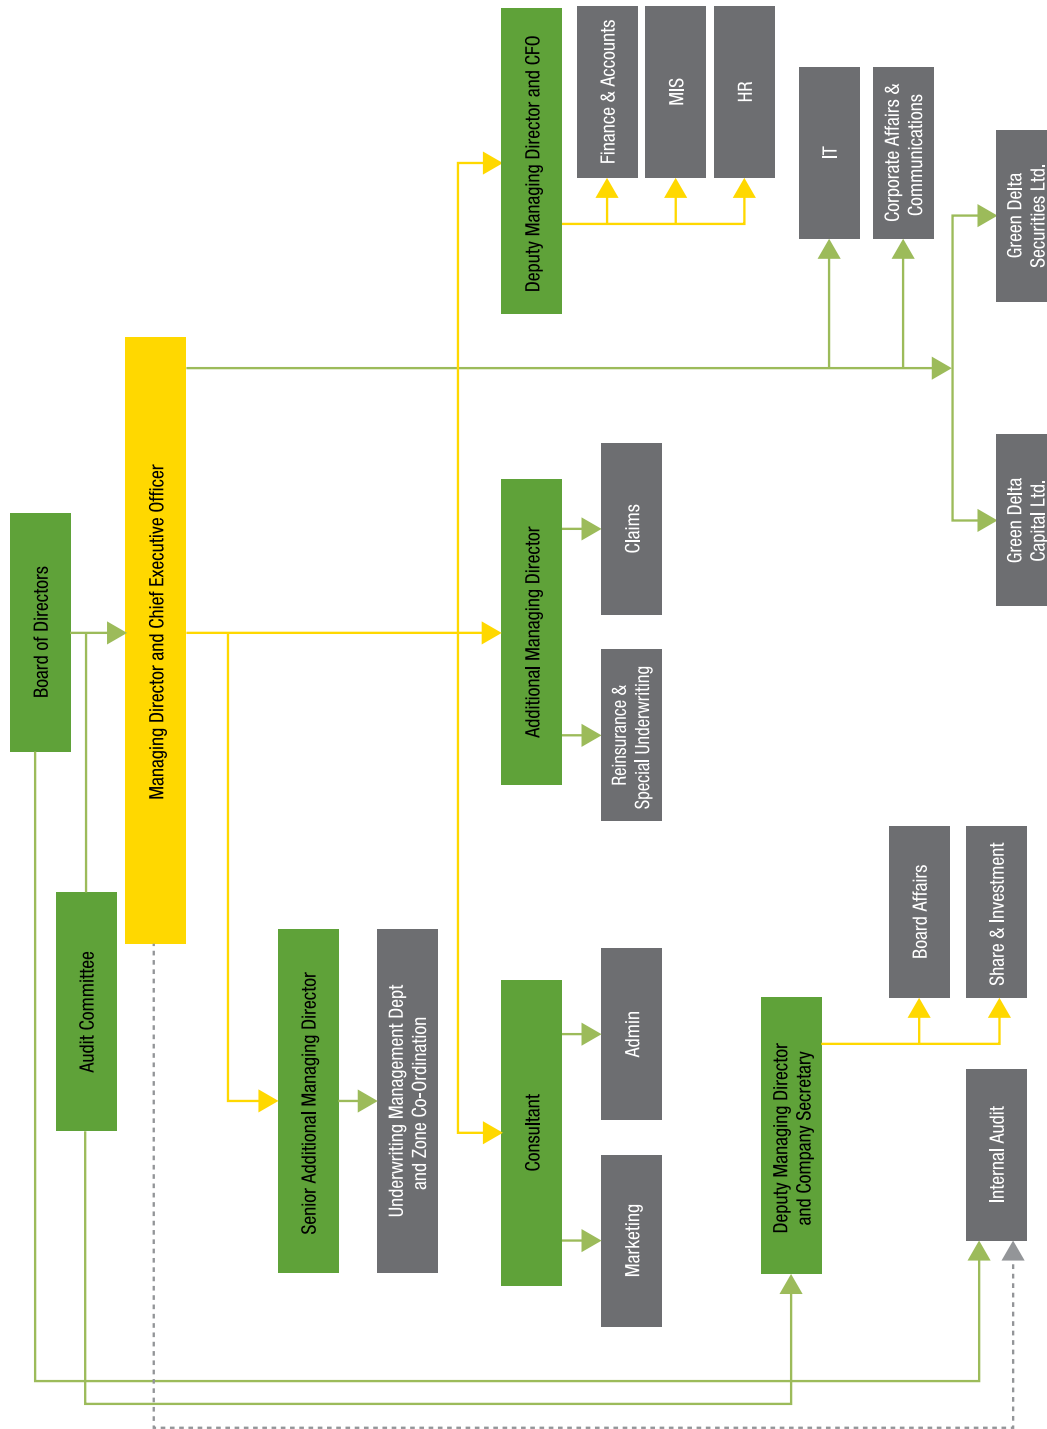 Board of Directors
Audit Committee
Managing Director and Chief Executive Officer
Senior Additional Managing Director
Underwriting Management Dept
and Zone Co-Ordination
Consultant
Marketing
Admin
Additional Managing Director
Reinsurance &
Special Underwriting
Claims
Deputy Managing Director and CFO
Finance & Accounts
MIS
HR
Deputy Managing Director
and Company Secretary
Board Affairs
Share & Investment
Internal Audit
IT
Corporate Affairs &
Communications
Green Delta
Capital Ltd.
Green Delta
Securities Ltd.